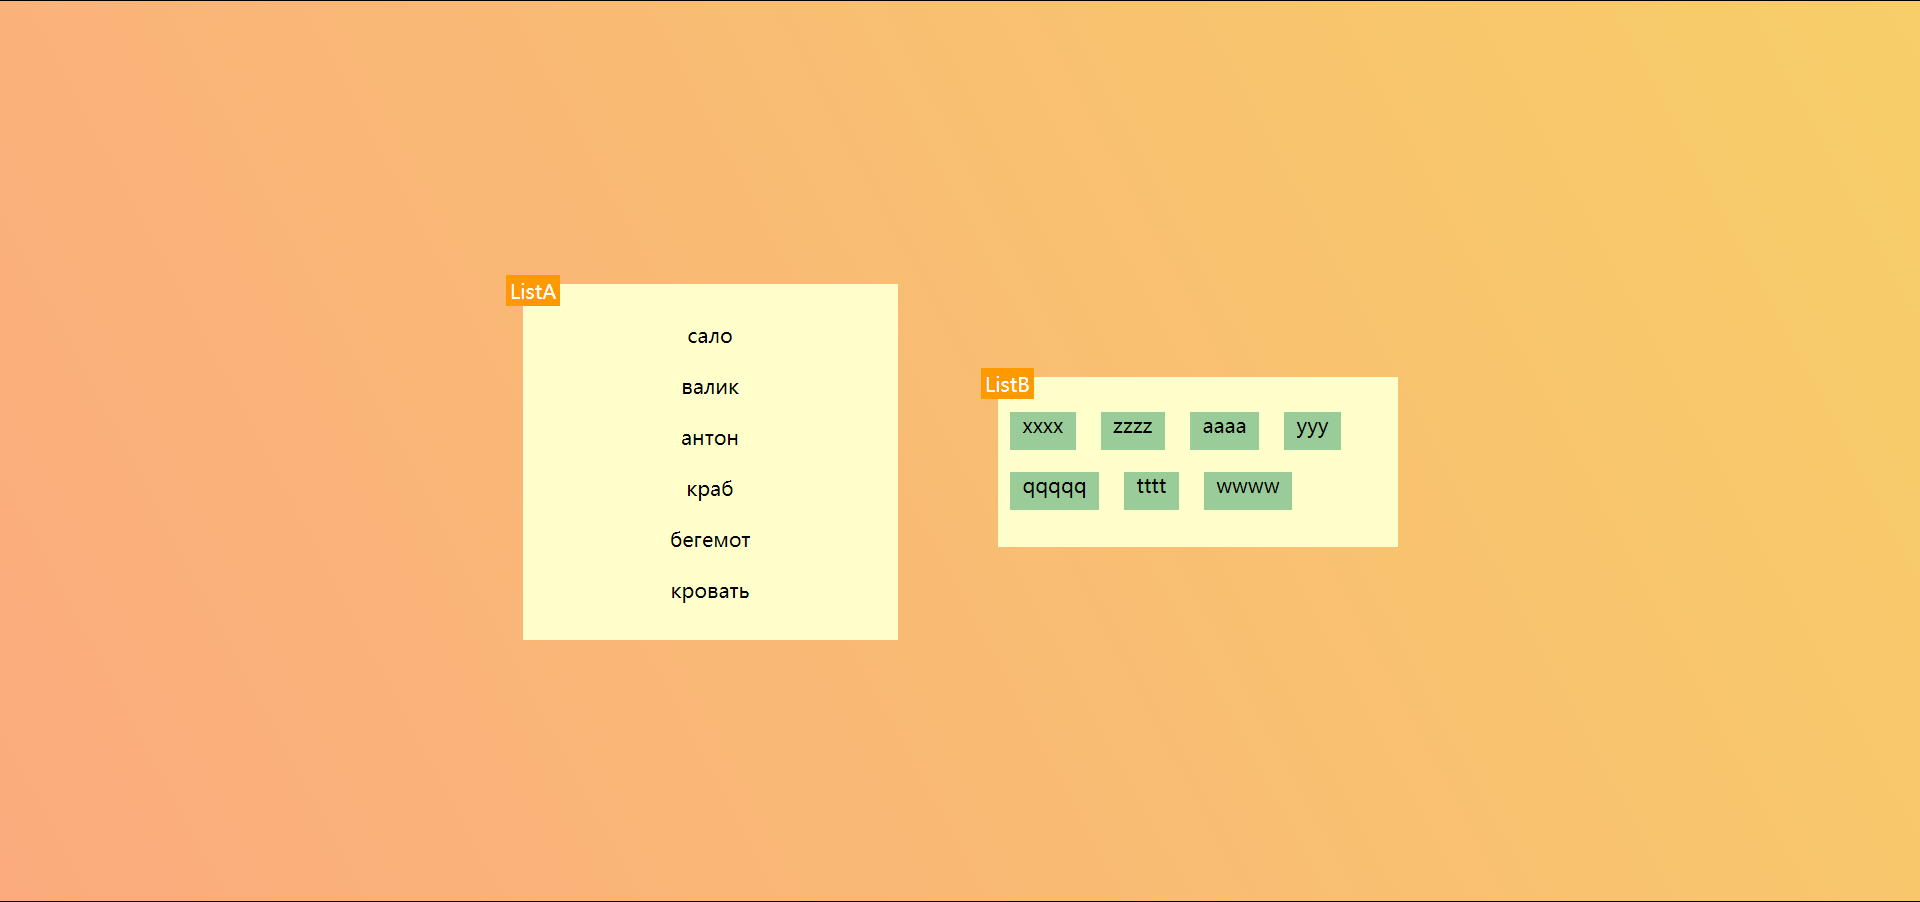 ListA
сало
валик
антон
краб
бегемот
кровать
ListB
xxxx zzzz aaaa yyy
qqqqq tttt wwww